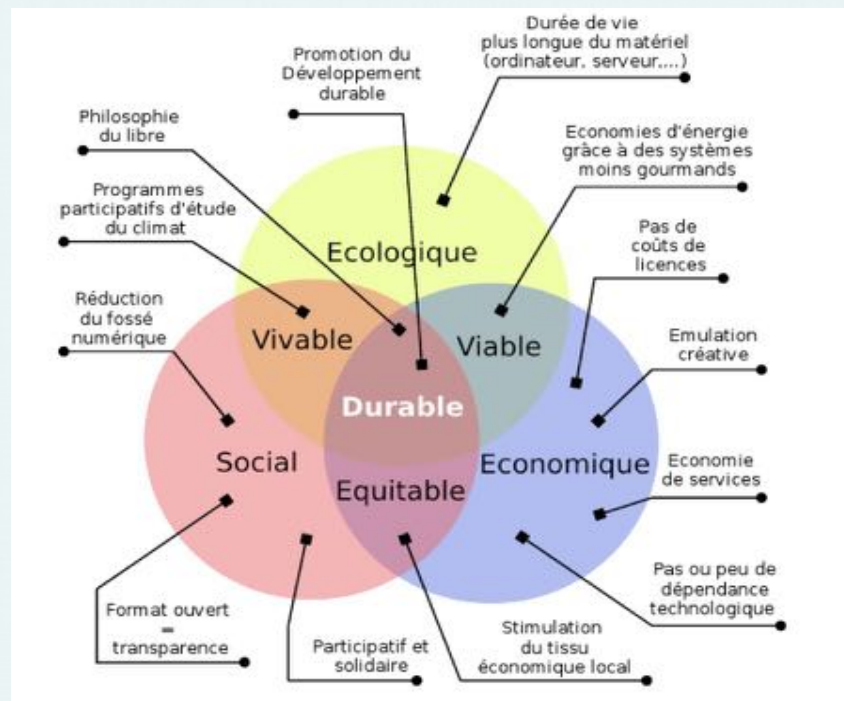 Durée de vie
plus longue du matériel
(ordinateur, serveur,...)
Promotion du
Développement
durable
Philosophie
du libre
Economies d'énergie
grâce à des systèmes
moins gourmands
Programmes
participatifs d'étude
du climat
Pas de
coûts de
licences
Ecologique
Réduction
du fossé
numérique
Vivable
Viable
Emulation
créative
Durable
Social
Economique
Economie
de services
Equitable
Pas ou peu de
dépendance
technologique
Format ouvert
=
transparence
Participatif et
solidaire
Stimulation
du tissu
économique local